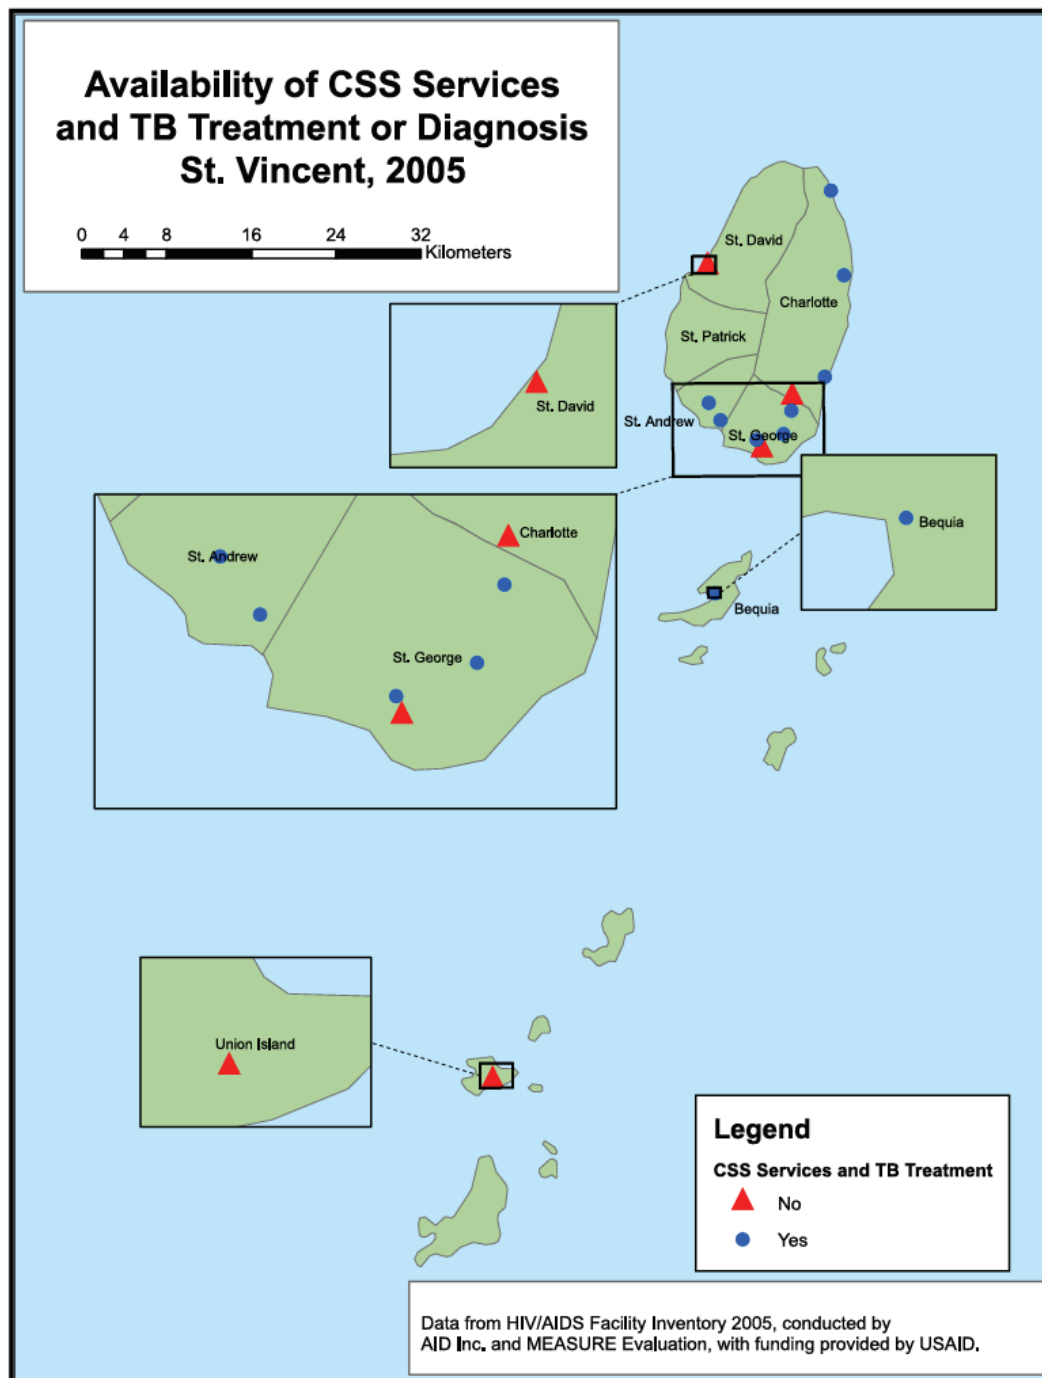 Availability of CSS Services
and TB Treatment or Diagnosis
St. Vincent, 2005
0 4 8 16 24 32
Kilometers
St. David
Charlotte
St. Patrick
St. Andrew
St. George
St. David
Charlotte
St. Andrew
St. George
Bequia
Bequia
Union Island
Legend
CSS Services and TB Treatment
No
Yes
Data from HIV/AIDS Facility Inventory 2005, conducted by
AID Inc. and MEASURE Evaluation, with funding provided by USAID.